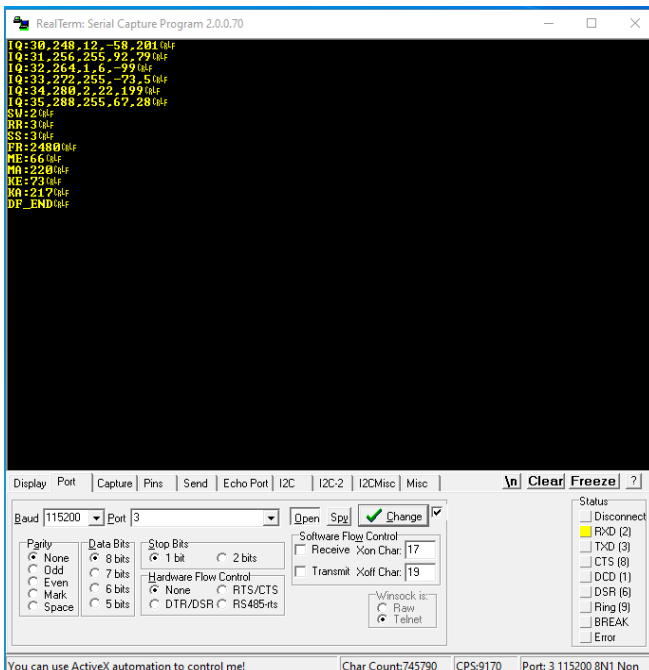 RealTerm: Serial Capture Program 2.0.0.70
IQ:30,248,12,-58,201CRLF
IQ:31,256,255,92,79CRLF
IQ:32,264,1,6,-99CRLF
IQ:33,272,255,-73,5CRLF
IQ:34,280,2,22,199CRLF
IQ:35,288,255,67,28CRLF
SW:2CRLF
RR:3CRLF
SS:3CRLF
FR:2480CRLF
ME:66CRLF
MA:220CRLF
KE:73CRLF
KA:217CRLF
DF_ENDCRLF
Display Port Capture Pins Send Echo Port I2C I2C-2 I2CMisc Misc \n Clear Freeze ?
Baud 115200 Port 3 Open Spy Change
Parity
None
Odd
Even
Mark
Space
Data Bits
8 bits
7 bits
6 bits
5 bits
Stop Bits
1 bit 2 bits
Hardware Flow Control
None RTS/CTS
DTR/DSR RS485-rts
Software Flow Control
Receive Xon Char: 17
Transmit Xoff Char: 19
Winsock is:
Raw
Telnet
Status
Disconnect
RXD (2)
TXD (3)
CTS (8)
DCD (1)
DSR (6)
Ring (9)
BREAK
Error
You can use ActiveX automation to control me! Char Count:745790 CPS:9170 Port: 3 115200 8N1 Non